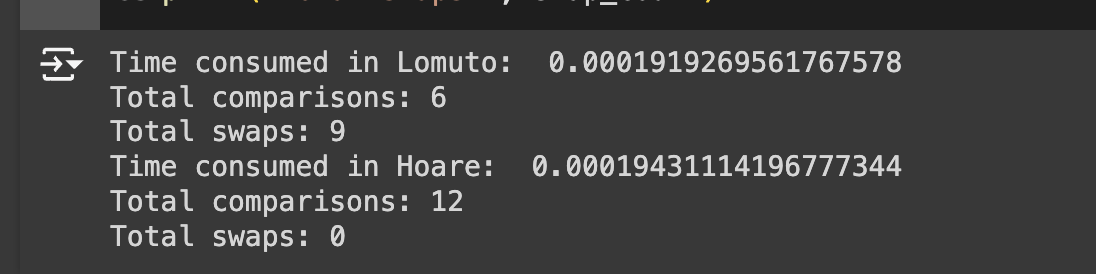 Time consumed in Lomuto:  0.0001919269561767578
Total comparisons: 6
Total swaps: 9
Time consumed in Hoare:  0.00019431114196777344
Total comparisons: 12
Total swaps: 0